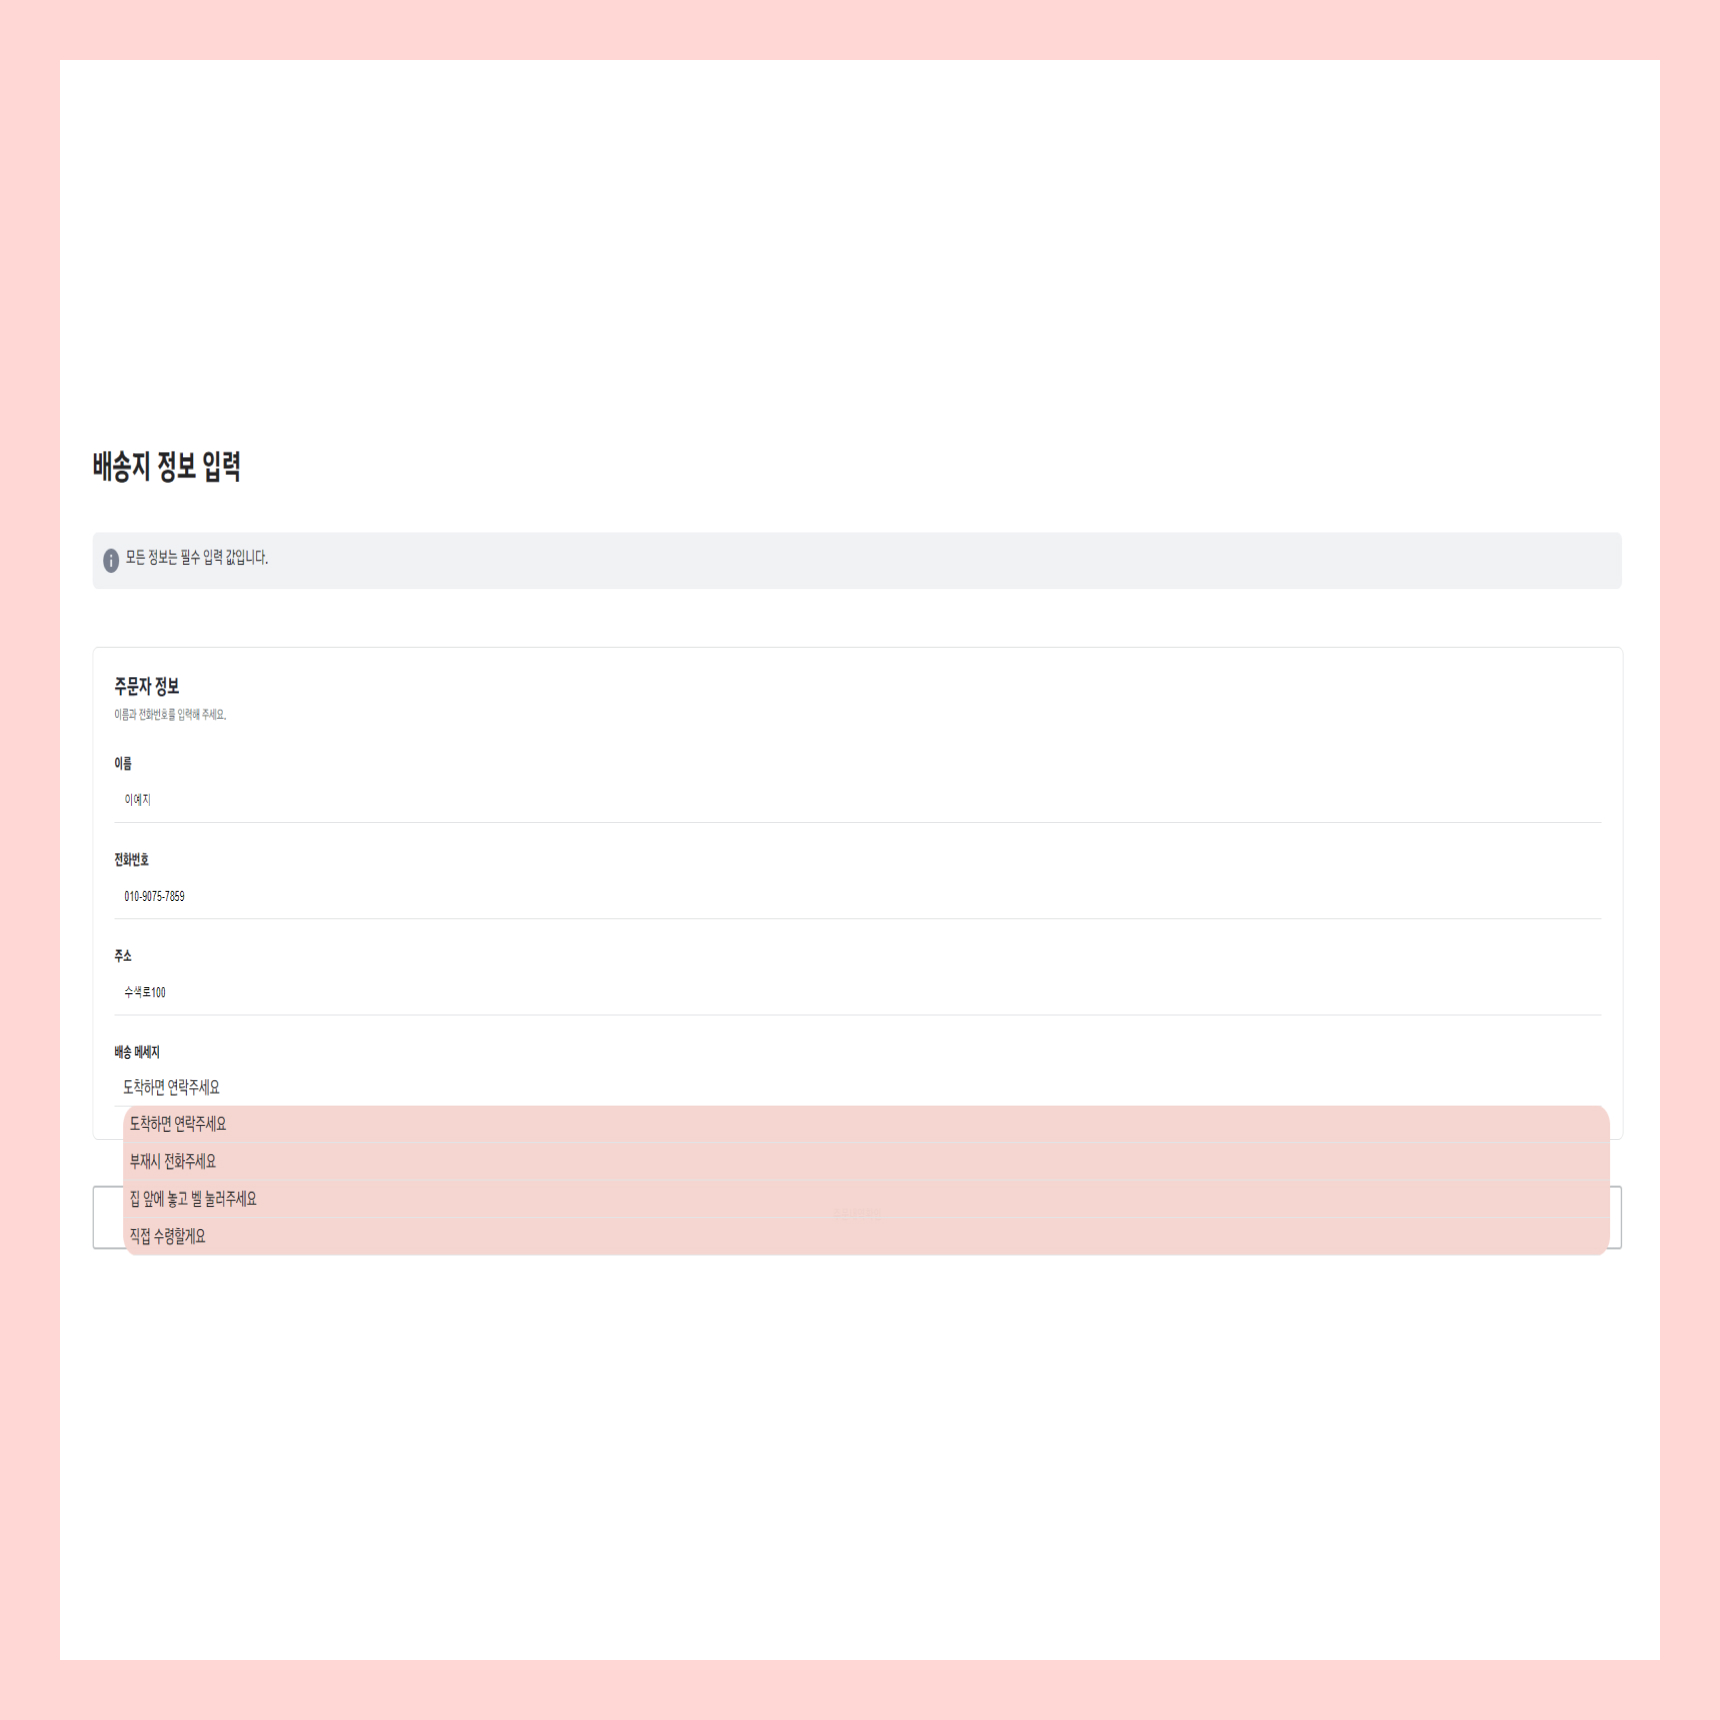 배송지 정보 입력
모든 정보는 필수 입력 값입니다.
주문자 정보
이름과 전화번호를 입력해 주세요.
이름
이예지
전화번호
010-9075-7859
주소
수색로100
배송 메세지
도착하면 연락주세요
도착하면 연락주세요
부재시 전화주세요
집 앞에 놓고 벨 눌러주세요
직접 수령할게요